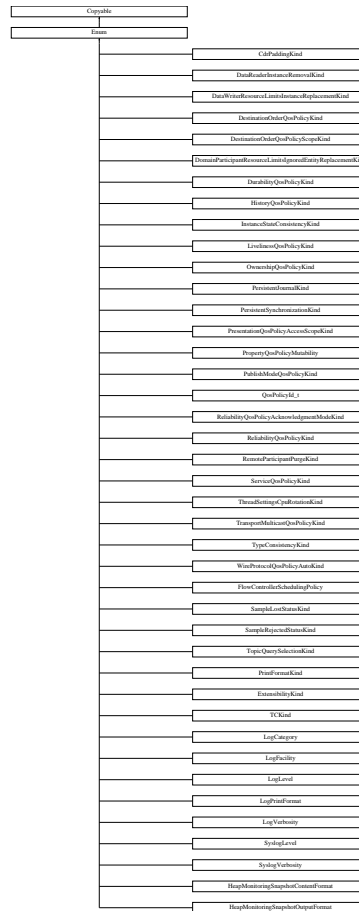 Copyable
Enum
CdrPaddingKind
DataReaderInstanceRemovalKind
DataWriterResourceLimitsInstanceReplacementKind
DestinationOrderQosPolicyKind
DestinationOrderQosPolicyScopeKind
DomainParticipantResourceLimitsIgnoredEntityReplacementKi
DurabilityQosPolicyKind
HistoryQosPolicyKind
InstanceStateConsistencyKind
LivelinessQosPolicyKind
OwnershipQosPolicyKind
PersistentJournalKind
PersistentSynchronizationKind
PresentationQosPolicyAccessScopeKind
PropertyQosPolicyMutability
PublishModeQosPolicyKind
QosPolicyId_t
ReliabilityQosPolicyAcknowledgmentModeKind
ReliabilityQosPolicyKind
RemoteParticipantPurgeKind
ServiceQosPolicyKind
ThreadSettingsCpuRotationKind
TransportMulticastQosPolicyKind
TypeConsistencyKind
WireProtocolQosPolicyAutoKind
FlowControllerSchedulingPolicy
SampleLostStatusKind
SampleRejectedStatusKind
TopicQuerySelectionKind
PrintFormatKind
ExtensibilityKind
TCKind
LogCategory
LogFacility
LogLevel
LogPrintFormat
LogVerbosity
SyslogLevel
SyslogVerbosity
HeapMonitoringSnapshotContentFormat
HeapMonitoringSnapshotOutputFormat